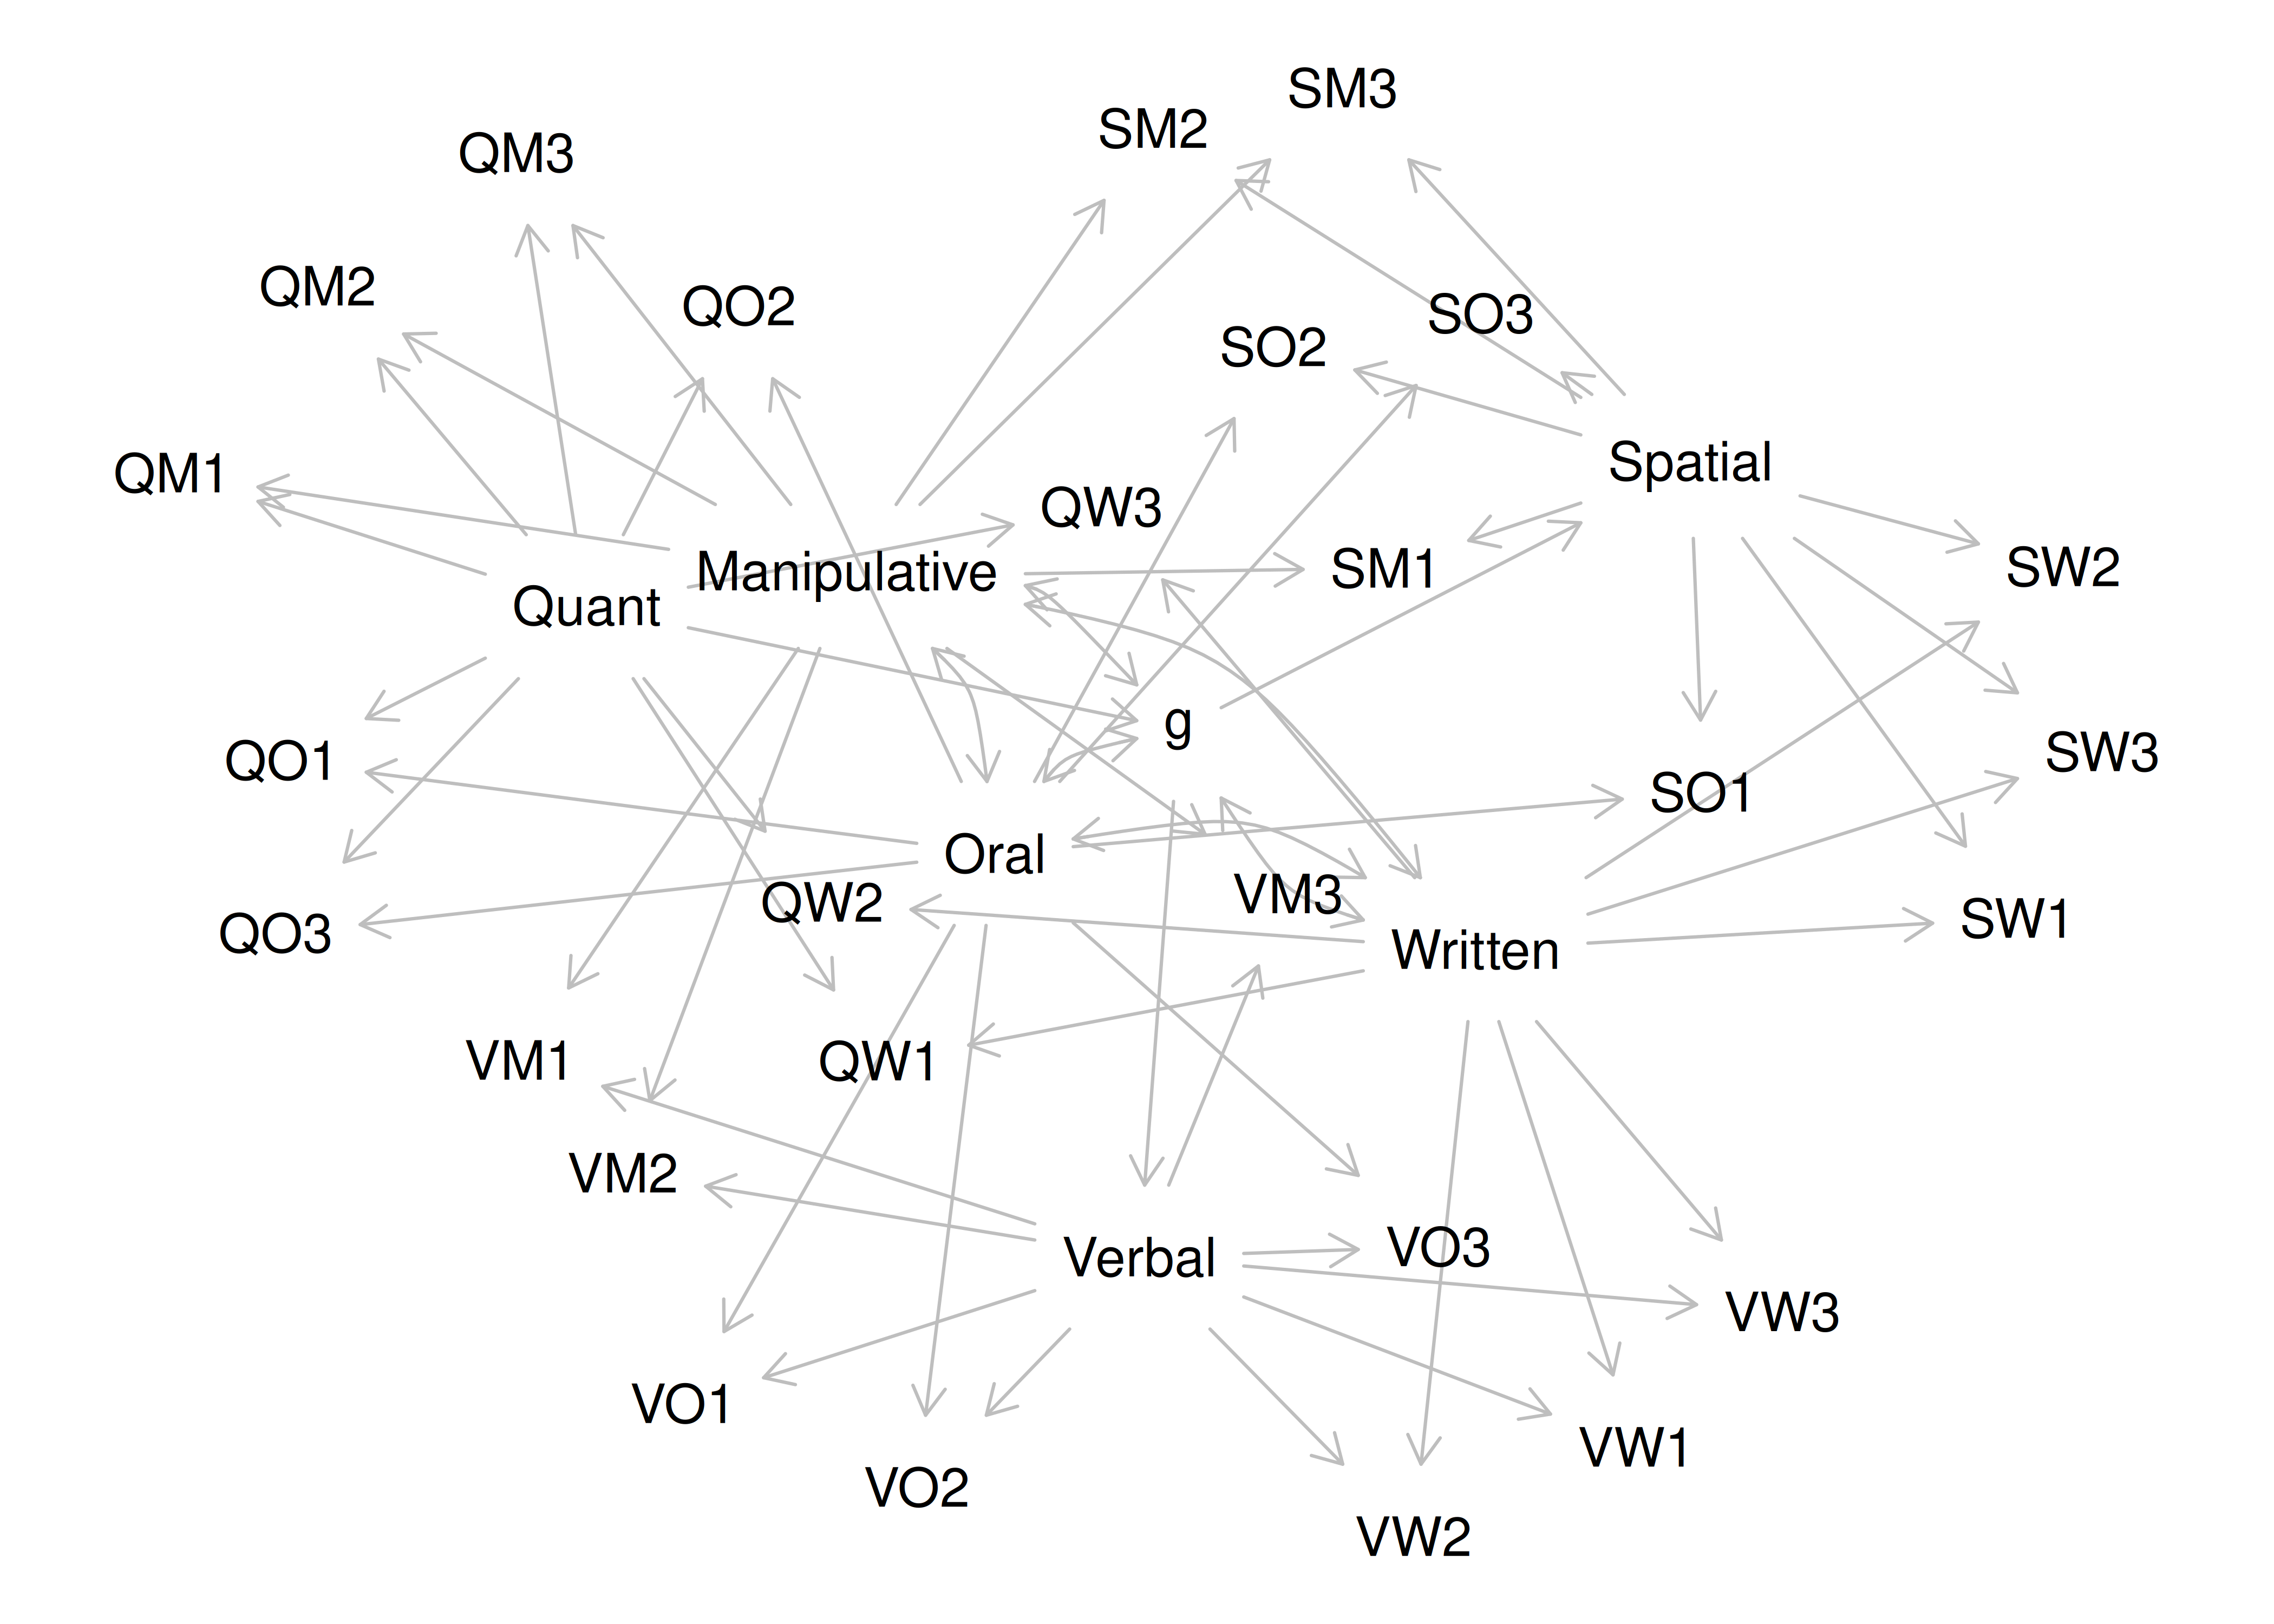 SM3
SM2
QM3
QM2
QO2
SO3
SO2
QM1
Spatial
QW3
Manipulative
SM1
SW2
Quant
g
SW3
QO1
SO1
Oral
VM3
QW2
SW1
QO3
Written
VM1
QW1
VM2
VO3
Verbal
VW3
VO1
VW1
VO2
VW2